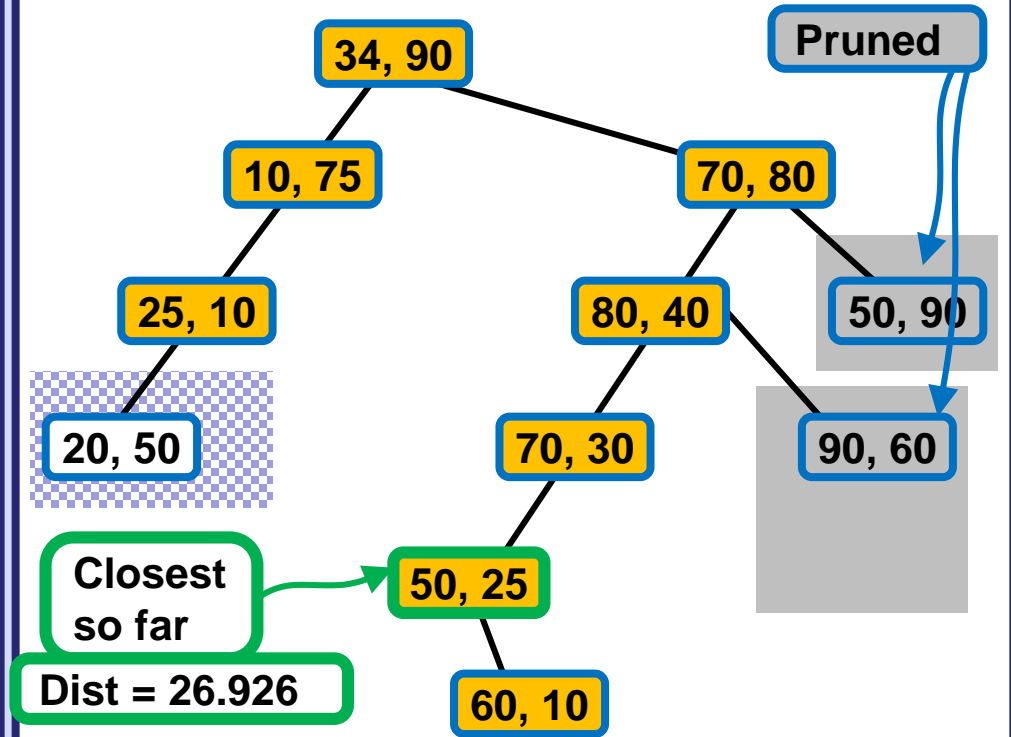 34, 90
Pruned
10, 75
70, 80
25, 10
80, 40
50, 90
20, 50
70, 30
90, 60
Closest
so far
50, 25
Dist = 26.926
60, 10